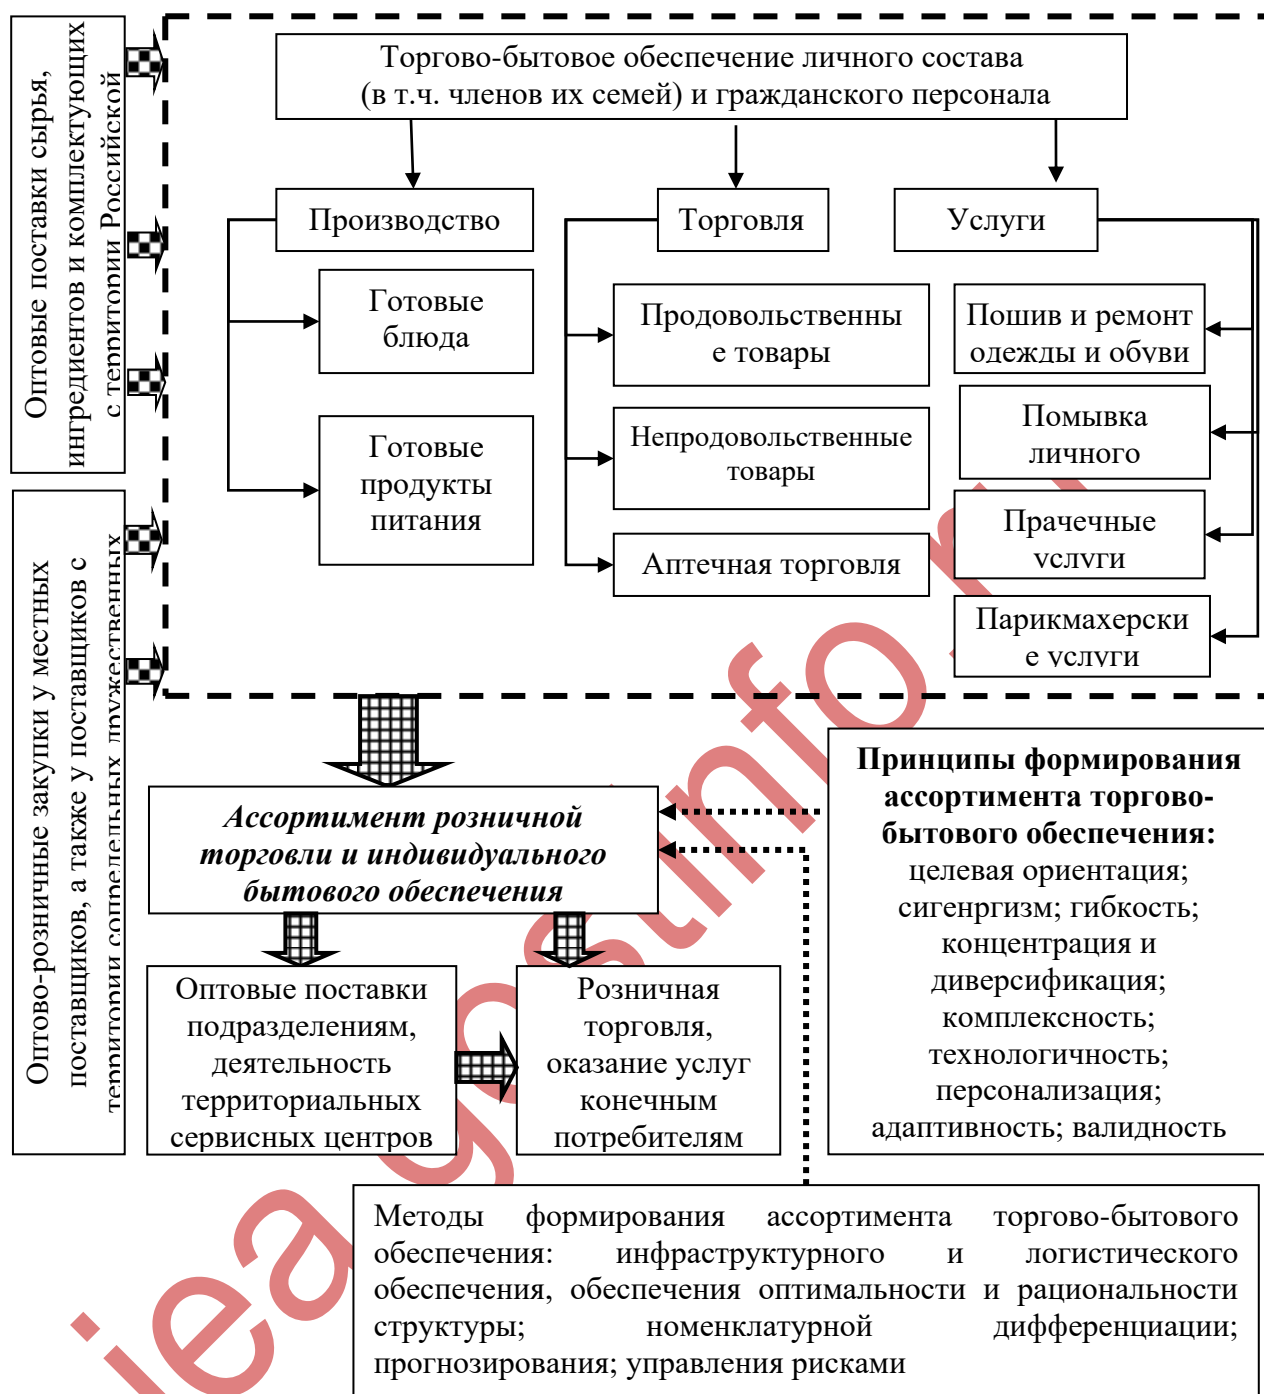 Оптовые поставки сырья,
ингредиентов и комплектующих
с территории Российской
Оптово-розничные закупки у местных
поставщиков, а также у поставщиков с
территории сопредельных дружественных
Торгово-бытовое обеспечение личного состава
(в т.ч. членов их семей) и гражданского персонала
Производство
Торговля
Услуги
Готовые
блюда
Готовые
продукты
питания
Продовольственны
е товары
Непродовольственные
товары
Аптечная торговля
Пошив и ремонт
одежды и обуви
Помывка
личного
Прачечные
услуги
Парикмахерски
е услуги
Ассортимент розничной
торговли и индивидуального
бытового обеспечения
Оптовые поставки
подразделениям,
деятельность
территориальных
сервисных центров
Розничная
торговля,
оказание услуг
конечным
потребителям
Принципы формирования
ассортимента торгово-
бытового обеспечения:
целевая ориентация;
сигенргизм; гибкость;
концентрация и
диверсификация;
комплексность;
технологичность;
персонализация;
адаптивность; валидность
Методы формирования ассортимента торгово-бытового
обеспечения: инфраструктурного и логистического
обеспечения, обеспечения оптимальности и рациональности
структуры; номенклатурной дифференциации;
прогнозирования; управления рисками